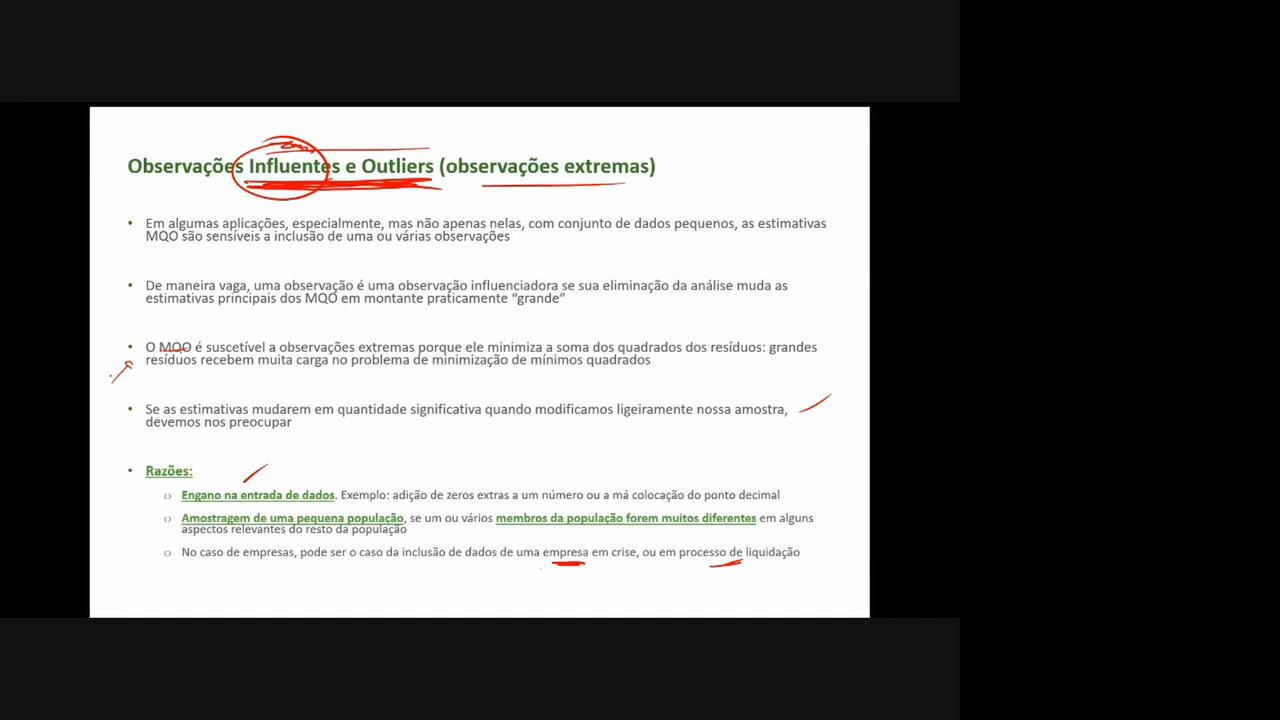 Observações Influentes e Outliers (observações extremas)
• Em algumas aplicações, especialmente, mas não apenas nelas, com conjunto de dados pequenos, as estimativas
MQO são sensíveis a inclusão de uma ou várias observações
• De maneira vaga, uma observação é uma observação influenciadora se sua eliminação da análise muda as
estimativas principais dos MQO em montante praticamente “grande”
• O MQO é suscetível a observações extremas porque ele minimiza a soma dos quadrados dos resíduos: grandes
resíduos recebem muita carga no problema de minimização de mínimos quadrados
• Se as estimativas mudarem em quantidade significativa quando modificamos ligeiramente nossa amostra,
devemos nos preocupar
• Razões:
Engano na entrada de dados. Exemplo: adição de zeros extras a um número ou a má colocação do ponto decimal
Amostragem de uma pequena população, se um ou vários membros da população forem muitos diferentes em alguns
aspectos relevantes do resto da população
No caso de empresas, pode ser o caso da inclusão de dados de uma empresa em crise, ou em processo de liquidação